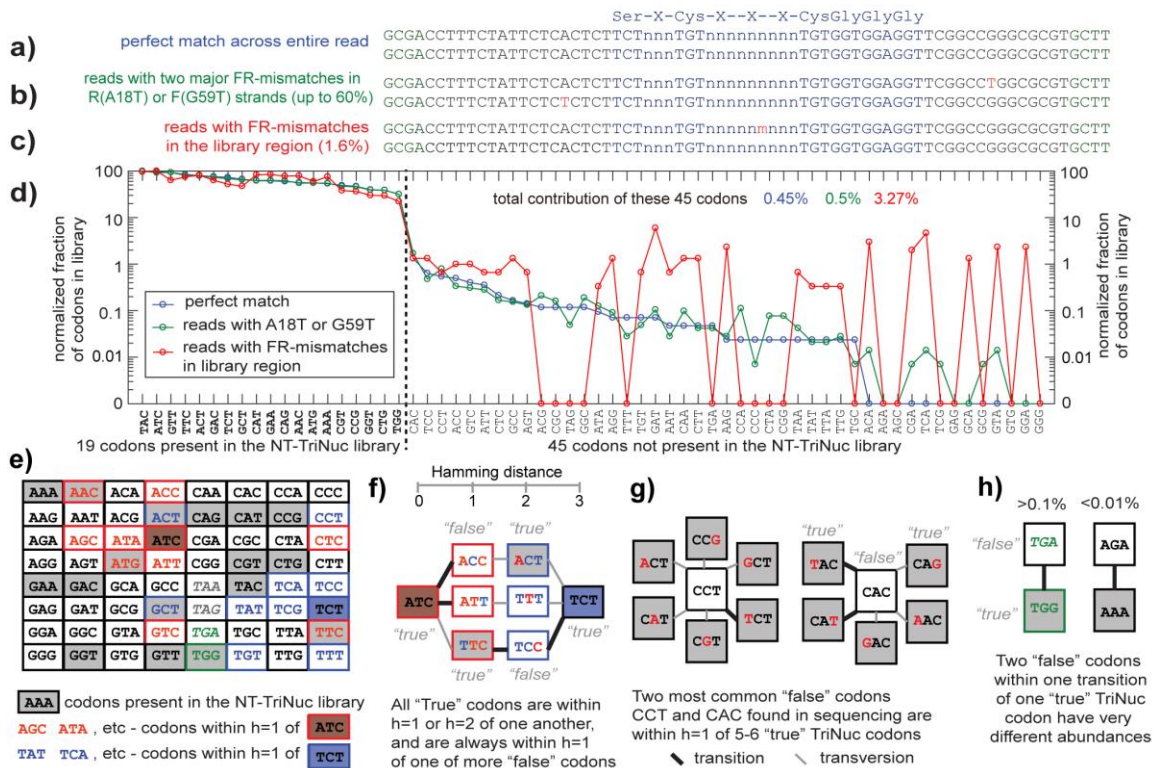 Ser-X-Cys-X--X--X-CysGlyGlyGly
a)
perfect match across entire read
GCGACCTTTCTATTCTCACTCTTCTnnnTGTnnnnnnnnnTGTGGTGGAGGTTCGGCCGGGCGCGTGCTT
GCGACCTTTCTATTCTCACTCTTCTnnnTGTnnnnnnnnnTGTGGTGGAGGTTCGGCCGGGCGCGTGCTT
b)
reads with two major FR-mismatches in
R(A18T) or F(G59T) strands (up to 60%)
GCGACCTTTCTATTCTCACTCTTCTnnnTGTnnnnnnnnnTGTGGTGGAGGTTCGGCCTGGCGCGTGCTT
GCGACCTTTCTATTCTCTCTCTTCTnnnTGTnnnnnnnnnTGTGGTGGAGGTTCGGCCGGGCGCGTGCTT
c)
reads with FR-mismatches
in the library region (1.6%)
GCGACCTTTCTATTCTCACTCTTCTnnnTGTnnnnnmnnnTGTGGTGGAGGTTCGGCCGGGCGCGTGCTT
GCGACCTTTCTATTCTCACTCTTCTnnnTGTnnnnnnnnnTGTGGTGGAGGTTCGGCCGGGCGCGTGCTT
d)
normalized fraction
of codons in library
100
10
1
0.1
0.01
0
total contribution of these 45 codons 0.45% 0.5% 3.27%
perfect match
reads with A18T or G59T
reads with FR-mismatches
in library region
100
10
1
0.1
0.01
0
normalized fraction
of codons in library
TAC ATC GTT TTC ACT GAC TCT GCT CAT GAA CAG AAC ATG AAA CGT CCG GGT CTG TGG
19 codons present in the NT-TriNuc library
45 codons not present in the NT-TriNuc library
e)
AAA AAC ACA ACC CAA CAC CCA CCC
AAG AAT ACG ACT CAG CAT CCG CCT
AGA AGC ATA ATC CGA CGC CTA CTC
AGG AGT ATG ATT CGG CGT CTG CTT
GAA GAC GCA GCC TAA TAC TCA TCC
GAG GAT GCG GCT TAG TAT TCG TCT
GGA GGC GTA GTC TGA TGC TTA TTC
GGG GGT GTG GTT TGG TGT TTG TTT
AAA codons present in the NT-TriNuc library
AGC ATA , etc - codons within h=1 of ATC
TAT TCA , etc - codons within h=1 of TCT
f)
Hamming distance
0 1 2 3
"false" "true"
ACC ACT
ATC ATT TTT TCT
"true" "true"
TTC TCC
"true" "false"
All “True” codons are within
h=1 or h=2 of one another,
and are always within h=1
of one of more “false” codons
g)
CCG
ACT GCT
CCT
CAT TCT
CGT
"true" "true"
TAC "false" CAG
CAC
CAT AAC
GAC
Two most common “false” codons
CCT and CAC found in sequencing are
within h=1 of 5-6 “true” TriNuc codons
transition transversion
h)
>0.1% <0.01%
"false" TGA AGA
"true" TGG AAA
Two “false” codons
within one transition
of one “true” TriNuc
codon have very
different abundances